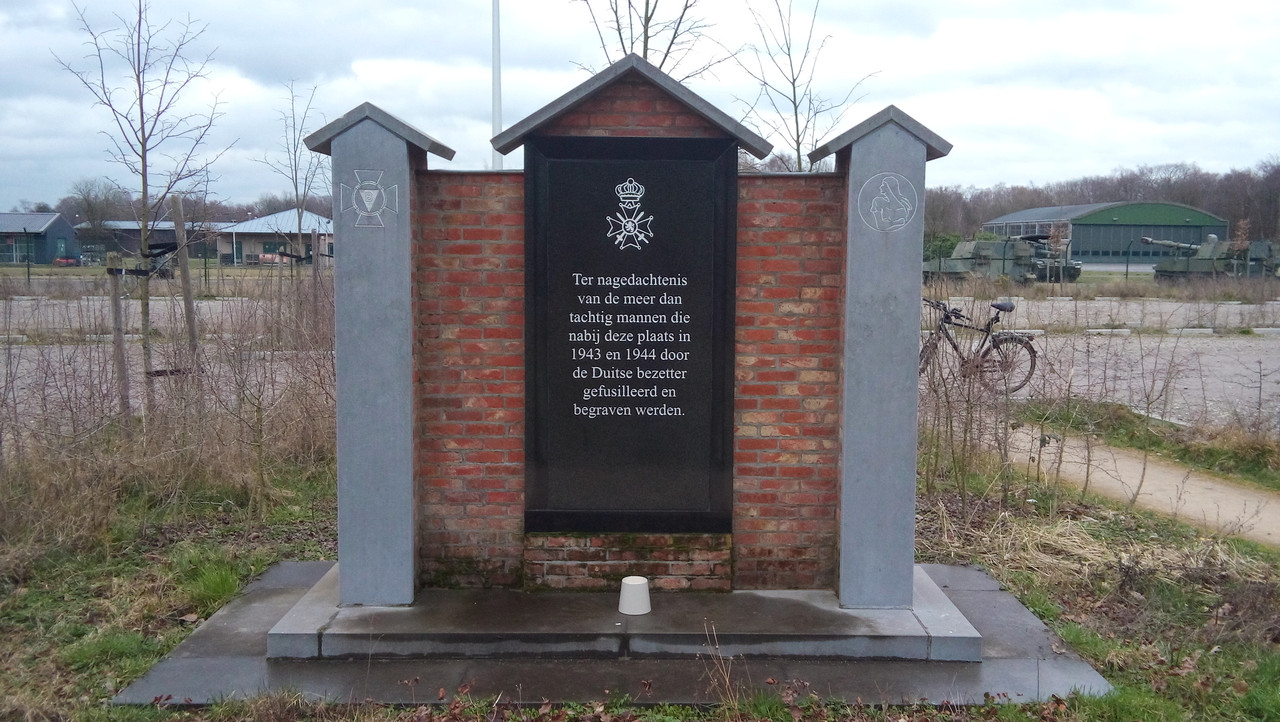 Ter nagedachtenis
van de meer dan
tachtig mannen die
nabij deze plaats in
1943 en 1944 door
de Duitse bezetter
gefusilleerd en
begraven werden.